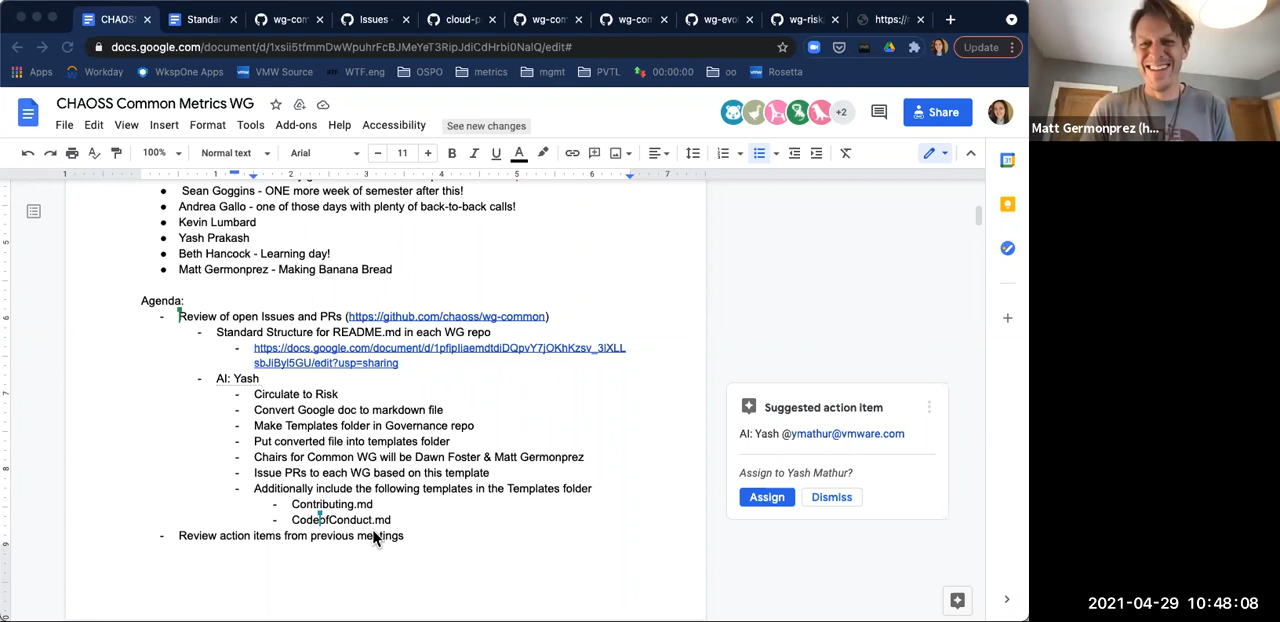 CHAOS
Standar
wg-com
Issues ·
cloud-p
wg-com
wg-com
wg-evol
wg-risk
https://r
docs.google.com/document/d/1xsii5tfmmDwWpuhrFcBJMeYeT3RipJdiCdHrbi0NalQ/edit#
Update
Apps
Workday
WkspOne Apps
VMW Source
WTF.eng
OSPO
metrics
mgmt
PVTL
00:00:00
oo
Rosetta
CHAOSS Common Metrics WG
+2
Share
File Edit View Insert Format Tools Add-ons Help Accessibility
See new changes
100% Normal text Arial 11 B I U A
Sean Goggins - ONE more week of semester after this!
Andrea Gallo - one of those days with plenty of back-to-back calls!
Kevin Lumbard
Yash Prakash
Beth Hancock - Learning day!
Matt Germonprez - Making Banana Bread
Agenda:
- Review of open Issues and PRs (https://github.com/chaoss/wg-common)
- Standard Structure for README.md in each WG repo
- https://docs.google.com/document/d/1pfipIiaemdtdiDQpvY7jOKhKzsv_3lXLL
sbJiByI5GU/edit?usp=sharing
- AI: Yash
- Circulate to Risk
- Convert Google doc to markdown file
- Make Templates folder in Governance repo
- Put converted file into templates folder
- Chairs for Common WG will be Dawn Foster & Matt Germonprez
- Issue PRs to each WG based on this template
- Additionally include the following templates in the Templates folder
- Contributing.md
- CodeofConduct.md
- Review action items from previous meetings
Suggested action item
AI: Yash @ymathur@vmware.com
Assign to Yash Mathur?
Assign
Dismiss
Matt Germonprez (h...
2021-04-29 10:48:08